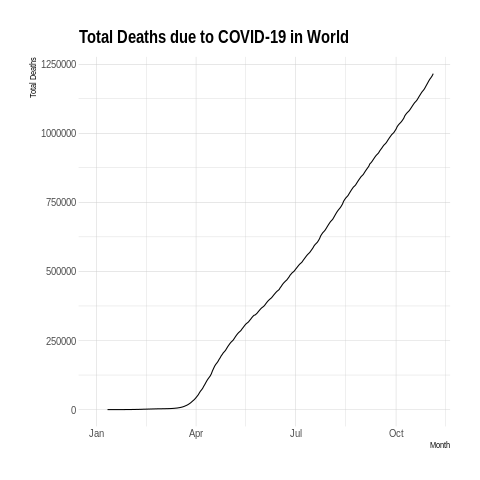 Total Deaths due to COVID-19 in World
Total Deaths
1250000
1000000
750000
500000
250000
0
Jan Apr Jul Oct
Month